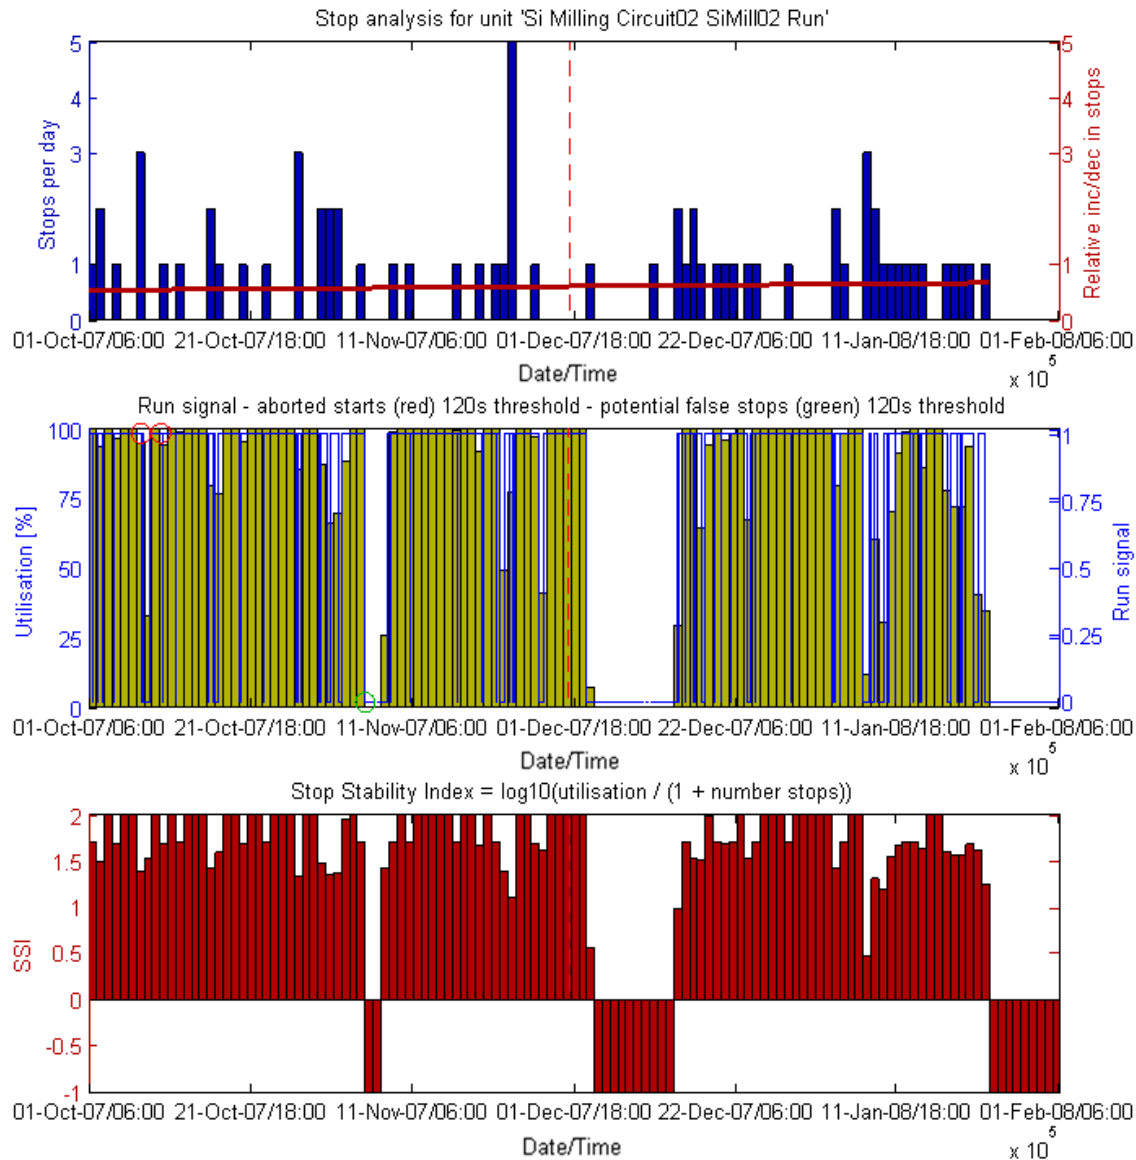 Stop analysis for unit 'Si Milling Circuit02 SiMill02 Run'
5 5
4 4
3 3
1 1
0 0
Stops per day
Relative inc/dec in stops
01-Oct-07/06:00 21-Oct-07/18:00 11-Nov-07/06:00 01-Dec-07/18:00 22-Dec-07/06:00 11-Jan-08/18:00 01-Feb-08/06:00
Date/Time
x 10^5
Run signal - aborted starts (red) 120s threshold - potential false stops (green) 120s threshold
100 1
75 0.75
50 0.5
25 0.25
0 0
Utilisation [%]
Run signal
01-Oct-07/06:00 21-Oct-07/18:00 11-Nov-07/06:00 01-Dec-07/18:00 22-Dec-07/06:00 11-Jan-08/18:00 01-Feb-08/06:00
Date/Time
x 10^5
Stop Stability Index = log10(utilisation / (1 + number stops))
2
1.5
1
0.5
0
-0.5
-1
SSI
01-Oct-07/06:00 21-Oct-07/18:00 11-Nov-07/06:00 01-Dec-07/18:00 22-Dec-07/06:00 11-Jan-08/18:00 01-Feb-08/06:00
Date/Time
x 10^5